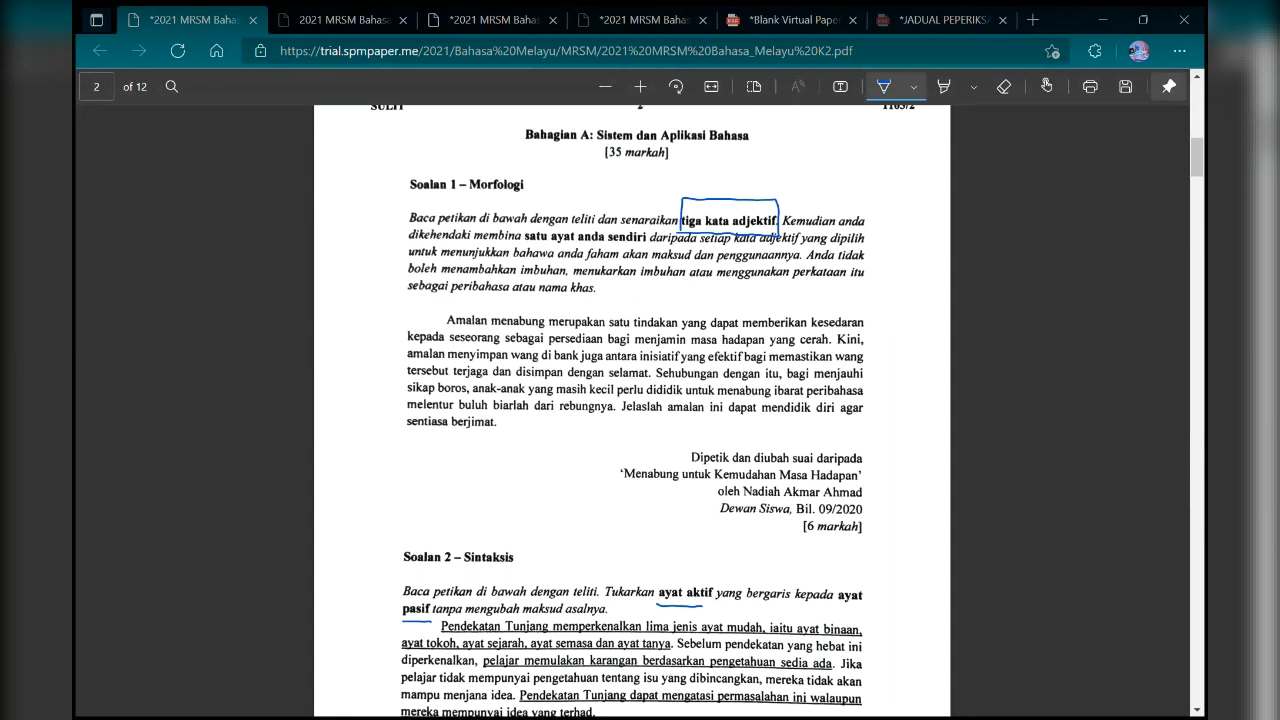 *2021 MRSM Bahas
2021 MRSM Bahasa
*2021 MRSM Bahas
*2021 MRSM Bahas
*Blank Virtual Pape
*JADUAL PEPERIKS
https://trial.spmpaper.me/2021/Bahasa%20Melayu/MRSM/2021%20MRSM%20Bahasa_Melayu%20K2.pdf
2 of 12
SULIT 2 1103/2
Bahagian A: Sistem dan Aplikasi Bahasa
[35 markah]
Soalan 1 – Morfologi
Baca petikan di bawah dengan teliti dan senaraikan tiga kata adjektif. Kemudian anda
dikehendaki membina satu ayat anda sendiri daripada setiap kata adjektif yang dipilih
untuk menunjukkan bahawa anda faham akan maksud dan penggunaannya. Anda tidak
boleh menambahkan imbuhan, menukarkan imbuhan atau menggunakan perkataan itu
sebagai peribahasa atau nama khas.
Amalan menabung merupakan satu tindakan yang dapat memberikan kesedaran
kepada seseorang sebagai persediaan bagi menjamin masa hadapan yang cerah. Kini,
amalan menyimpan wang di bank juga antara inisiatif yang efektif bagi memastikan wang
tersebut terjaga dan disimpan dengan selamat. Sehubungan dengan itu, bagi menjauhi
sikap boros, anak-anak yang masih kecil perlu dididik untuk menabung ibarat peribahasa
melentur buluh biarlah dari rebungnya. Jelaslah amalan ini dapat mendidik diri agar
sentiasa berjimat.
Dipetik dan diubah suai daripada
‘Menabung untuk Kemudahan Masa Hadapan’
oleh Nadiah Akmar Ahmad
Dewan Siswa, Bil. 09/2020
[6 markah]
Soalan 2 – Sintaksis
Baca petikan di bawah dengan teliti. Tukarkan ayat aktif yang bergaris kepada ayat
pasif tanpa mengubah maksud asalnya.
Pendekatan Tunjang memperkenalkan lima jenis ayat mudah, iaitu ayat binaan,
ayat tokoh, ayat sejarah, ayat semasa dan ayat tanya. Sebelum pendekatan yang hebat ini
diperkenalkan, pelajar memulakan karangan berdasarkan pengetahuan sedia ada. Jika
pelajar tidak mempunyai pengetahuan tentang isu yang dibincangkan, mereka tidak akan
mampu menjana idea. Pendekatan Tunjang dapat mengatasi permasalahan ini walaupun
mereka mempunyai idea yang terhad.